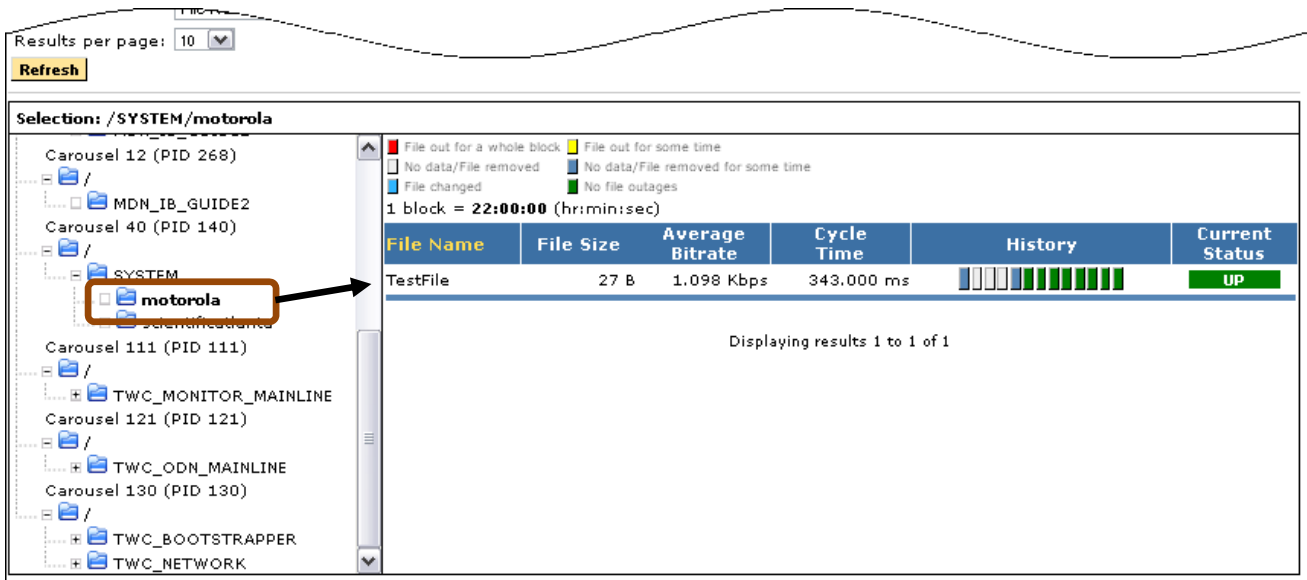 Results per page: 10
Refresh
Selection: /SYSTEM/motorola
Carousel 12 (PID 268)
/
MDN_IB_GUIDE2
Carousel 40 (PID 140)
/
SYSTEM
motorola
scientificatlanta
Carousel 111 (PID 111)
/
TWC_MONITOR_MAINLINE
Carousel 121 (PID 121)
/
TWC_ODN_MAINLINE
Carousel 130 (PID 130)
/
TWC_BOOTSTRAPPER
TWC_NETWORK
File out for a whole block File out for some time
No data/File removed No data/File removed for some time
File changed No file outages
1 block = 22:00:00 (hr:min:sec)
File Name File Size Average Bitrate Cycle Time History Current Status
TestFile 27 B 1.098 Kbps 343.000 ms UP
Displaying results 1 to 1 of 1